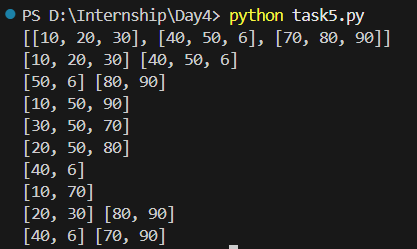 PS D:\Internship\Day4> python task5.py
[[10, 20, 30], [40, 50, 6], [70, 80, 90]]
[10, 20, 30] [40, 50, 6]
[50, 6] [80, 90]
[10, 50, 90]
[30, 50, 70]
[20, 50, 80]
[40, 6]
[10, 70]
[20, 30] [80, 90]
[40, 6] [70, 90]